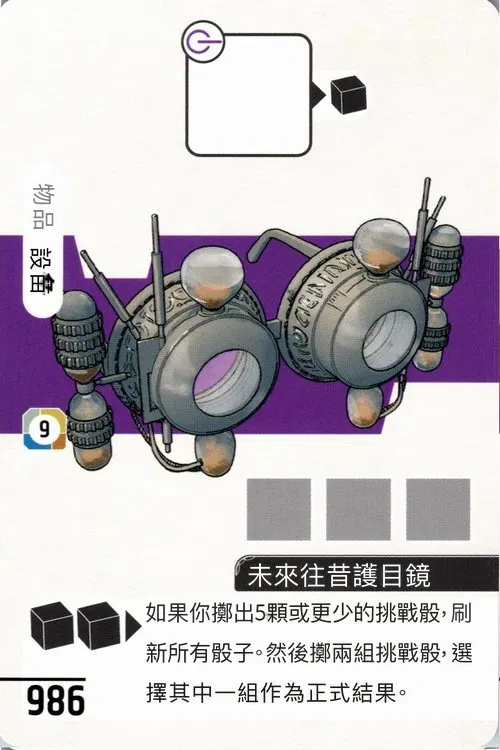 物品 設備
9
未來往昔護目鏡
如果你擲出5顆或更少的挑戰骰，刷
新所有骰子。然後擲兩組挑戰骰，選
擇其中一組作為正式結果。
986